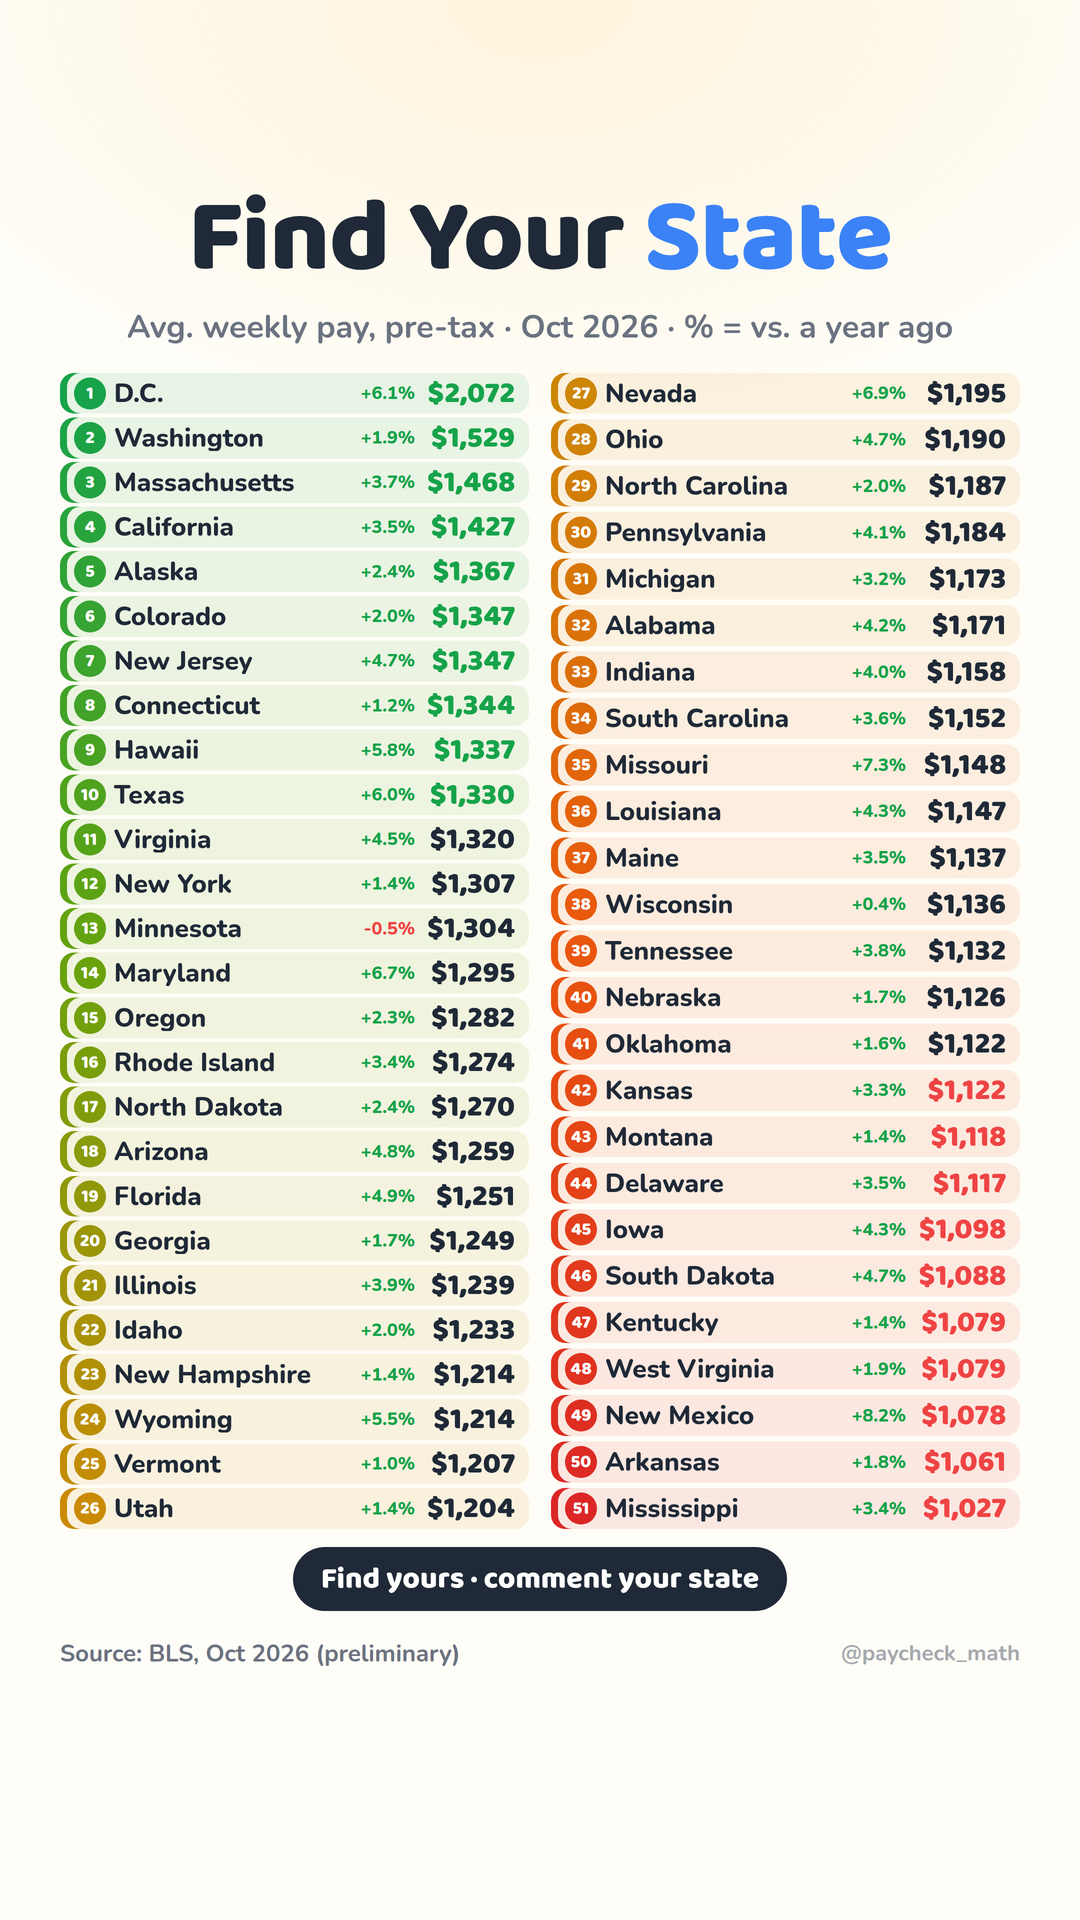 Find Your State
Avg. weekly pay, pre-tax · Oct 2026 · % = vs. a year ago
1 D.C. +6.1% $2,072
2 Washington +1.9% $1,529
3 Massachusetts +3.7% $1,468
4 California +3.5% $1,427
5 Alaska +2.4% $1,367
6 Colorado +2.0% $1,347
7 New Jersey +4.7% $1,347
8 Connecticut +1.2% $1,344
9 Hawaii +5.8% $1,337
10 Texas +6.0% $1,330
11 Virginia +4.5% $1,320
12 New York +1.4% $1,307
13 Minnesota -0.5% $1,304
14 Maryland +6.7% $1,295
15 Oregon +2.3% $1,282
16 Rhode Island +3.4% $1,274
17 North Dakota +2.4% $1,270
18 Arizona +4.8% $1,259
19 Florida +4.9% $1,251
20 Georgia +1.7% $1,249
21 Illinois +3.9% $1,239
22 Idaho +2.0% $1,233
23 New Hampshire +1.4% $1,214
24 Wyoming +5.5% $1,214
25 Vermont +1.0% $1,207
26 Utah +1.4% $1,204
27 Nevada +6.9% $1,195
28 Ohio +4.7% $1,190
29 North Carolina +2.0% $1,187
30 Pennsylvania +4.1% $1,184
31 Michigan +3.2% $1,173
32 Alabama +4.2% $1,171
33 Indiana +4.0% $1,158
34 South Carolina +3.6% $1,152
35 Missouri +7.3% $1,148
36 Louisiana +4.3% $1,147
37 Maine +3.5% $1,137
38 Wisconsin +0.4% $1,136
39 Tennessee +3.8% $1,132
40 Nebraska +1.7% $1,126
41 Oklahoma +1.6% $1,122
42 Kansas +3.3% $1,122
43 Montana +1.4% $1,118
44 Delaware +3.5% $1,117
45 Iowa +4.3% $1,098
46 South Dakota +4.7% $1,088
47 Kentucky +1.4% $1,079
48 West Virginia +1.9% $1,079
49 New Mexico +8.2% $1,078
50 Arkansas +1.8% $1,061
51 Mississippi +3.4% $1,027
Find yours · comment your state
Source: BLS, Oct 2026 (preliminary)
@paycheck_math